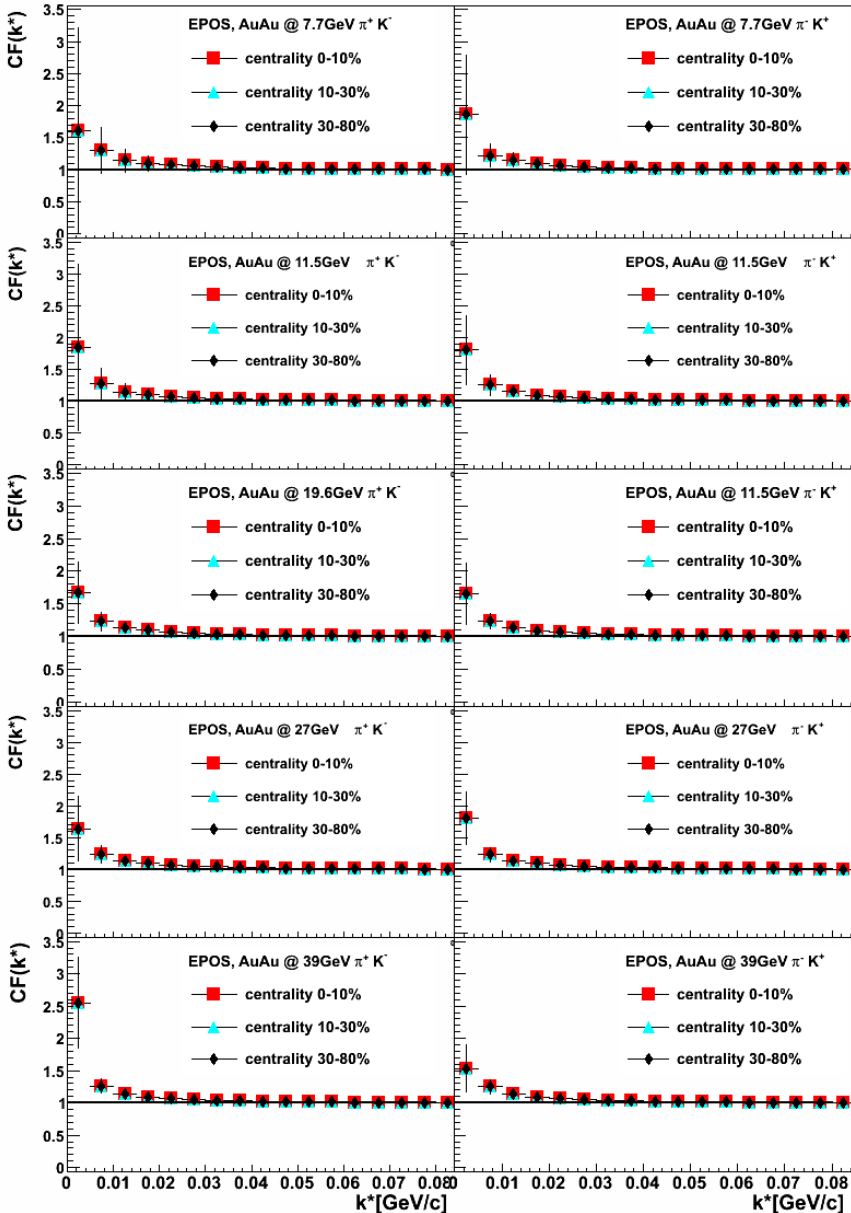 CF(k*)
3.5
3
2.5
2
1.5
1
0.5
0
EPOS, AuAu @ 7.7GeV π⁺ K⁻
centrality 0-10%
centrality 10-30%
centrality 30-80%
EPOS, AuAu @ 7.7GeV π⁻ K⁺
centrality 0-10%
centrality 10-30%
centrality 30-80%
CF(k*)
3.5
3
2.5
2
1.5
1
0.5
0
EPOS, AuAu @ 11.5GeV π⁺ K⁻
centrality 0-10%
centrality 10-30%
centrality 30-80%
EPOS, AuAu @ 11.5GeV π⁻ K⁺
centrality 0-10%
centrality 10-30%
centrality 30-80%
CF(k*)
3.5
3
2.5
2
1.5
1
0.5
0
EPOS, AuAu @ 19.6GeV π⁺ K⁻
centrality 0-10%
centrality 10-30%
centrality 30-80%
EPOS, AuAu @ 11.5GeV π⁻ K⁺
centrality 0-10%
centrality 10-30%
centrality 30-80%
CF(k*)
3.5
3
2.5
2
1.5
1
0.5
0
EPOS, AuAu @ 27GeV π⁺ K⁻
centrality 0-10%
centrality 10-30%
centrality 30-80%
EPOS, AuAu @ 27GeV π⁻ K⁺
centrality 0-10%
centrality 10-30%
centrality 30-80%
CF(k*)
3.5
3
2.5
2
1.5
1
0.5
0
EPOS, AuAu @ 39GeV π⁺ K⁻
centrality 0-10%
centrality 10-30%
centrality 30-80%
EPOS, AuAu @ 39GeV π⁻ K⁺
centrality 0-10%
centrality 10-30%
centrality 30-80%
0 0.01 0.02 0.03 0.04 0.05 0.06 0.07 0.080 0.01 0.02 0.03 0.04 0.05 0.06 0.07 0.08
k*[GeV/c] k*[GeV/c]